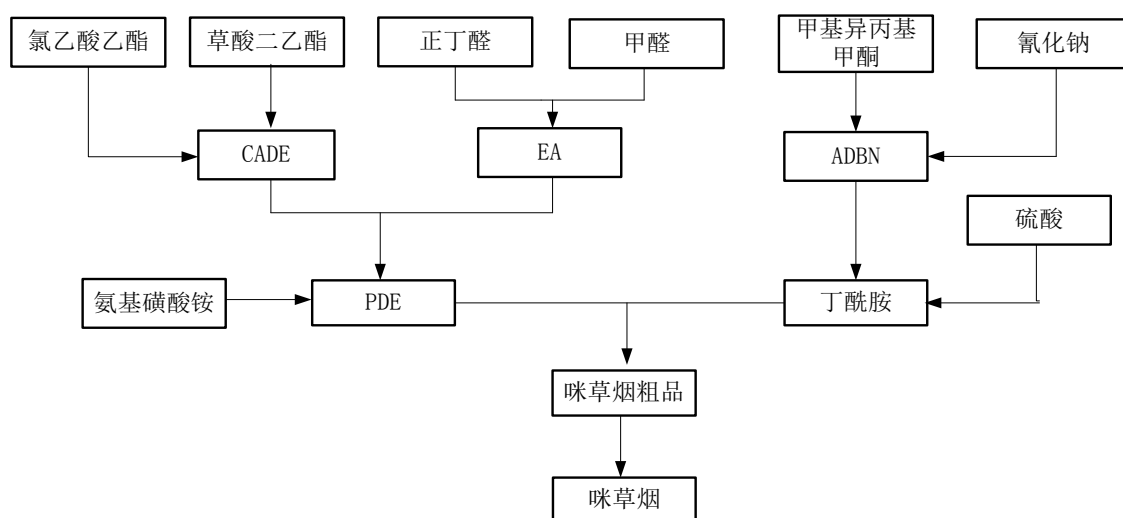 氯乙酸乙酯
草酸二乙酯
正丁醛
甲醛
甲基异丙基
甲酮
氰化钠
CADE
EA
ADBN
硫酸
氨基磺酸铵
PDE
丁酰胺
咪草烟粗品
咪草烟